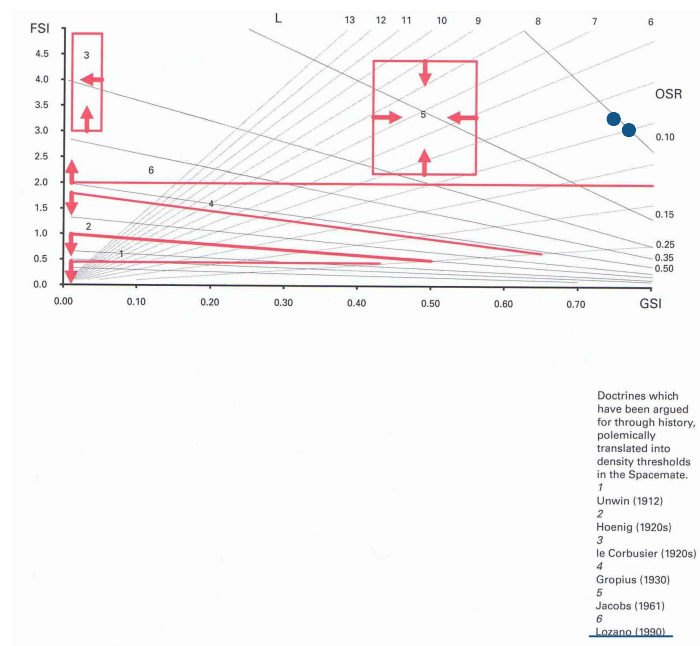 L
13 12 11 10 9 8 7 6
FSI
4.5
4.0
3.5
3.0
2.5
2.0
1.5
1.0
0.5
0.0
3
5
6
4
2
1
OSR
0.10
0.15
0.25
0.35
0.50
0.00 0.10 0.20 0.30 0.40 0.50 0.60 0.70
GSI
Doctrines which
have been argued
for through history,
polemically
translated into
density thresholds
in the Spacemate.
1
Unwin (1912)
2
Hoenig (1920s)
3
le Corbusier (1920s)
4
Gropius (1930)
5
Jacobs (1961)
6
Lozano (1990)